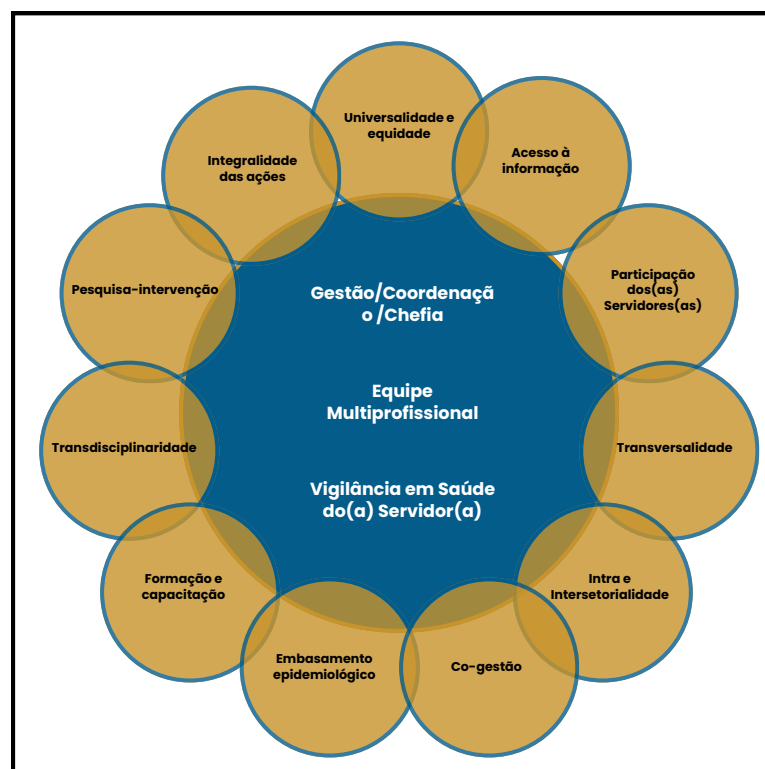 Universalidade e
equidade
Acesso à
informação
Participação
dos(as)
Servidores(as)
Transversalidade
Intra e
Intersetorialidade
Co-gestão
Embasamento
epidemiológico
Formação e
capacitação
Transdisciplinaridade
Pesquisa-intervenção
Integralidade
das ações
Gestão/Coordenaçã
o /Chefia
Equipe
Multiprofissional
Vigilância em Saúde
do(a) Servidor(a)